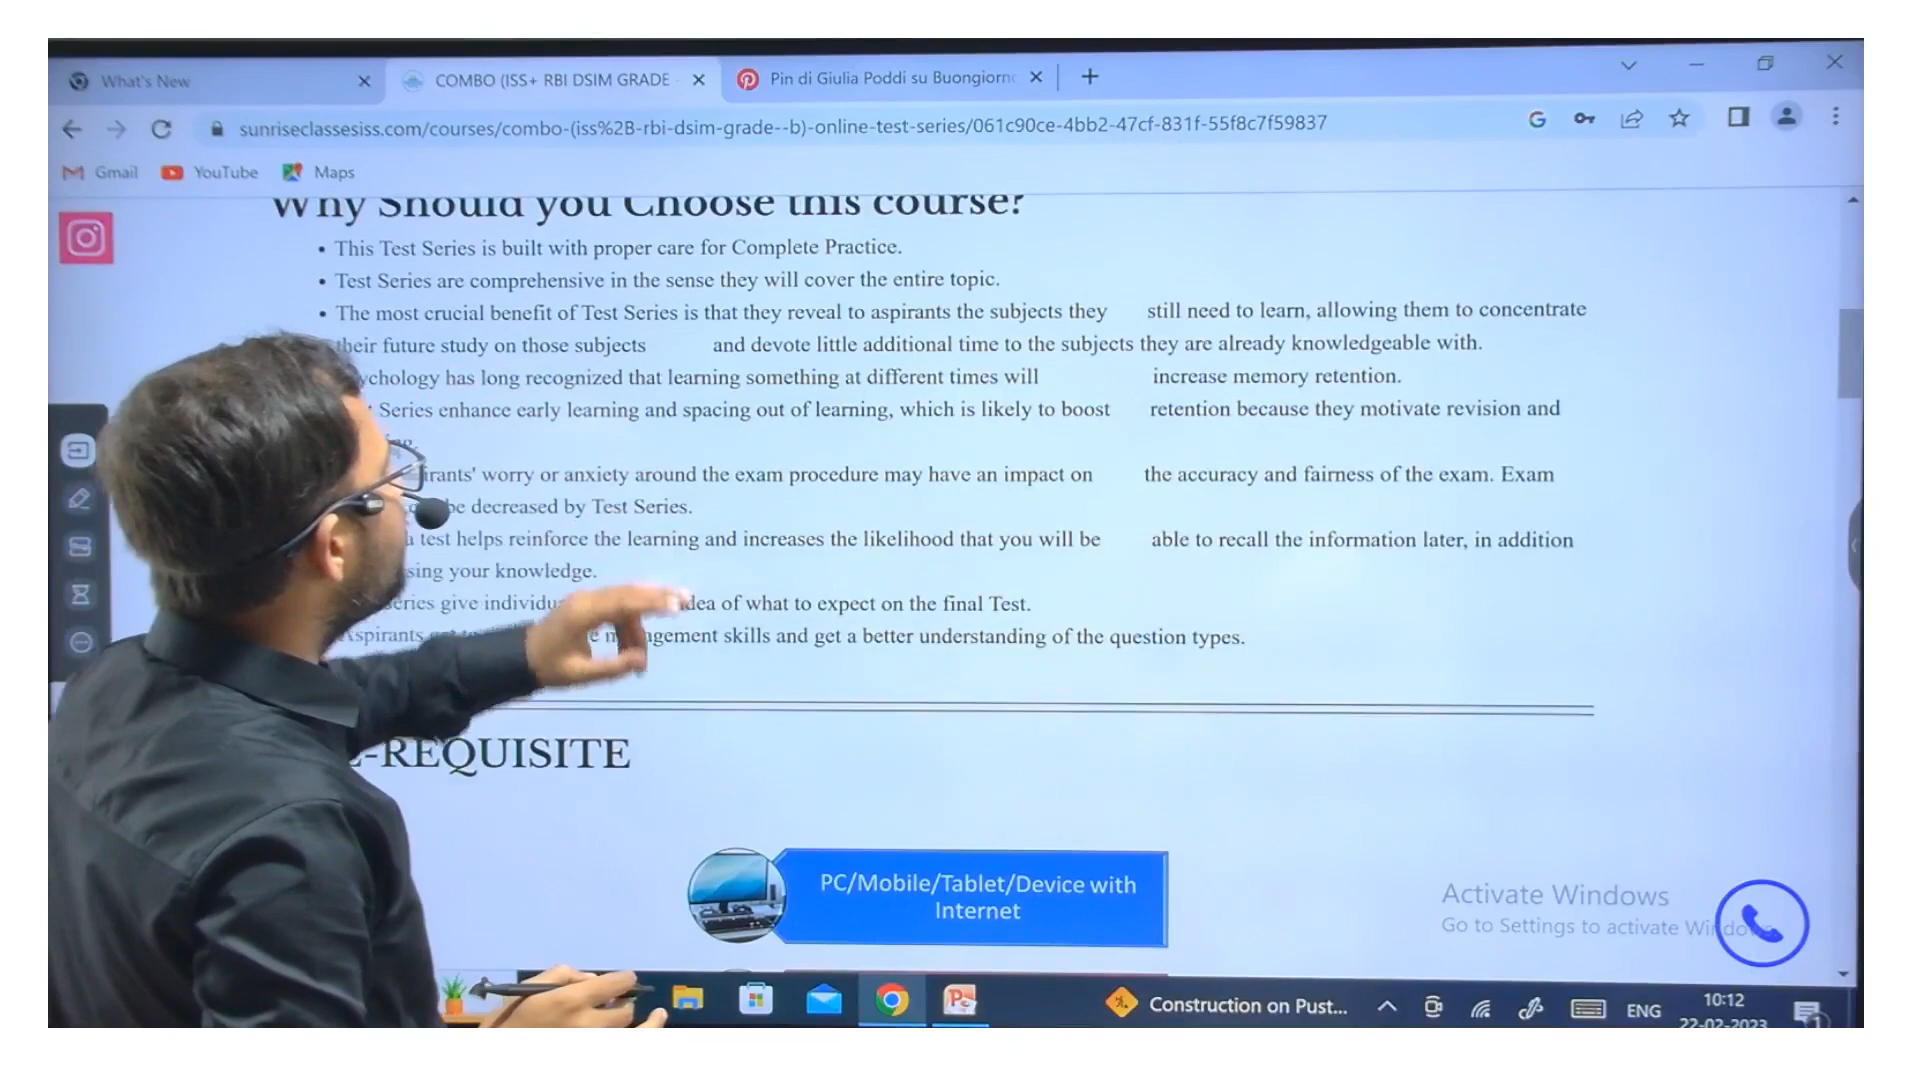 What's New
COMBO (ISS+ RBI DSIM GRADE
Pin di Giulia Poddi su Buongiorno
sunriseclassesiss.com/courses/combo-(iss%2B-rbi-dsim-grade--b)-online-test-series/061c90ce-4bb2-47cf-831f-55f8c7f59837
Gmail YouTube Maps
Why Should you Choose this course?
• This Test Series is built with proper care for Complete Practice.
• Test Series are comprehensive in the sense they will cover the entire topic.
• The most crucial benefit of Test Series is that they reveal to aspirants the subjects they still need to learn, allowing them to concentrate
their future study on those subjects and devote little additional time to the subjects they are already knowledgeable with.
ychology has long recognized that learning something at different times will increase memory retention.
Series enhance early learning and spacing out of learning, which is likely to boost retention because they motivate revision and
rants' worry or anxiety around the exam procedure may have an impact on the accuracy and fairness of the exam. Exam
be decreased by Test Series.
a test helps reinforce the learning and increases the likelihood that you will be able to recall the information later, in addition
sing your knowledge.
eries give individu idea of what to expect on the final Test.
Aspirants management skills and get a better understanding of the question types.
E-REQUISITE
PC/Mobile/Tablet/Device with
Internet
Activate Windows
Go to Settings to activate Windows.
Construction on Pust... ENG 10:12
22-02-2023
1